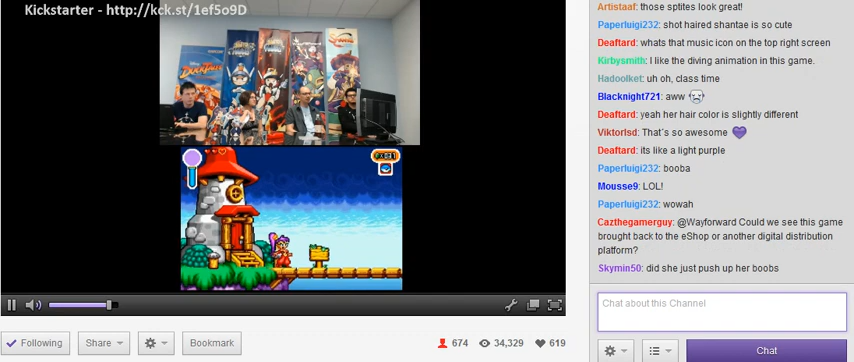 Kickstarter - http://kck.st/1ef5o9D
DUCKTALES
Artistaaf: those sptites look great!
Paperluigi232: shot haired shantae is so cute
Deaftard: whats that music icon on the top right screen
Kirbysmith: I like the diving animation in this game.
Hadoolket: uh oh, class time
Blacknight721: aww
Deaftard: yeah her hair color is slightly different
Viktorlsd: That´s so awesome
Deaftard: its like a light purple
Paperluigi232: booba
Mousse9: LOL!
Paperluigi232: wowah
Cazthegamerguy: @Wayforward Could we see this game
brought back to the eShop or another digital distribution
platform?
Skymin50: did she just push up her boobs
Chat about this Channel
Following
Share
Bookmark
674
34,329
619
Chat